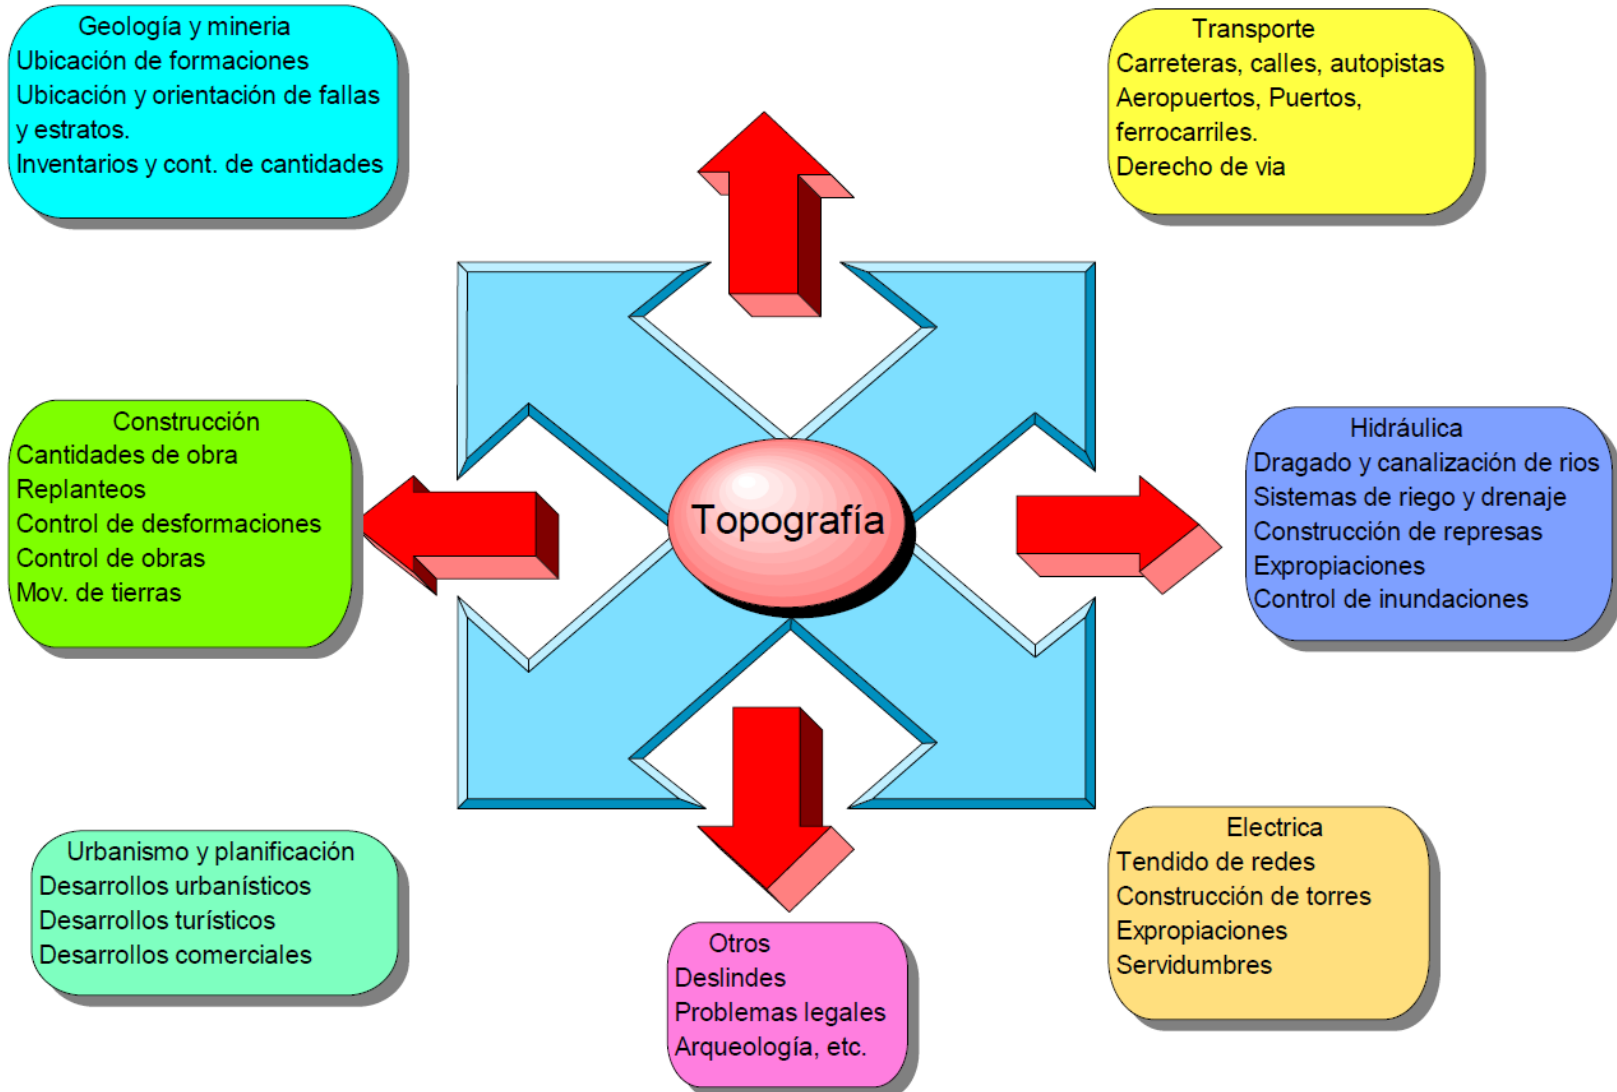 Geología y mineria
Ubicación de formaciones
Ubicación y orientación de fallas
y estratos.
Inventarios y cont. de cantidades
Transporte
Carreteras, calles, autopistas
Aeropuertos, Puertos,
ferrocarriles.
Derecho de via
Construcción
Cantidades de obra
Replanteos
Control de desformaciones
Control de obras
Mov. de tierras
Topografía
Hidráulica
Dragado y canalización de rios
Sistemas de riego y drenaje
Construcción de represas
Expropiaciones
Control de inundaciones
Urbanismo y planificación
Desarrollos urbanísticos
Desarrollos turísticos
Desarrollos comerciales
Otros
Deslindes
Problemas legales
Arqueología, etc.
Electrica
Tendido de redes
Construcción de torres
Expropiaciones
Servidumbres